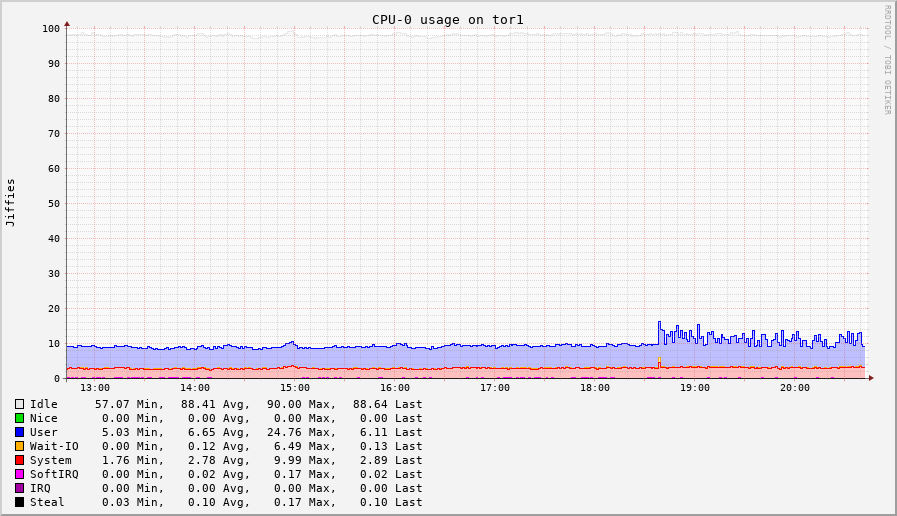 CPU-0 usage on tor1
RRDTOOL / TOBI OETIKER
Jiffies
100
90
80
70
60
50
40
30
20
10
0
13:00 14:00 15:00 16:00 17:00 18:00 19:00 20:00
Idle 57.07 Min, 88.41 Avg, 90.00 Max, 88.64 Last
Nice 0.00 Min, 0.00 Avg, 0.00 Max, 0.00 Last
User 5.03 Min, 6.65 Avg, 24.76 Max, 6.11 Last
Wait-IO 0.00 Min, 0.12 Avg, 6.49 Max, 0.13 Last
System 1.76 Min, 2.78 Avg, 9.99 Max, 2.89 Last
SoftIRQ 0.00 Min, 0.02 Avg, 0.17 Max, 0.02 Last
IRQ 0.00 Min, 0.00 Avg, 0.00 Max, 0.00 Last
Steal 0.03 Min, 0.10 Avg, 0.17 Max, 0.10 Last